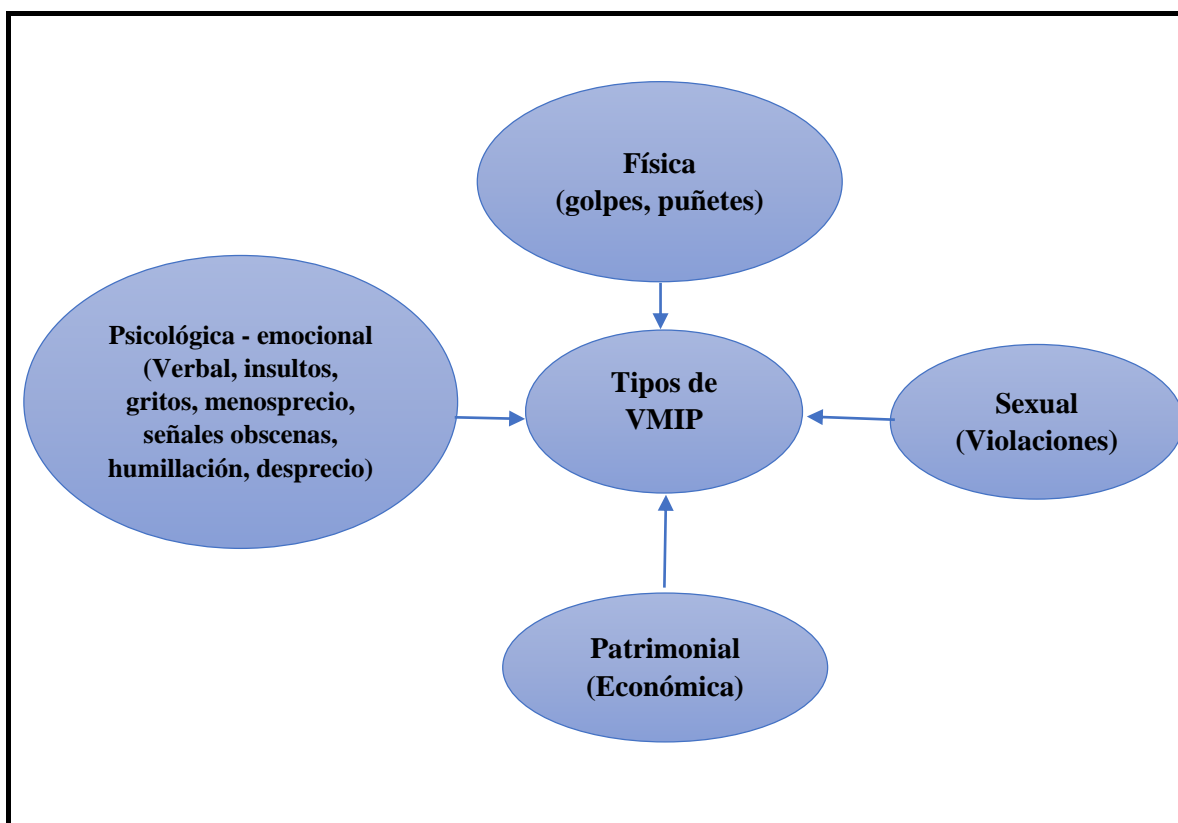 Física
(golpes, puñetes)
Psicológica - emocional
(Verbal, insultos,
gritos, menosprecio,
señales obscenas,
humillación, desprecio)
Tipos de
VMIP
Sexual
(Violaciones)
Patrimonial
(Económica)